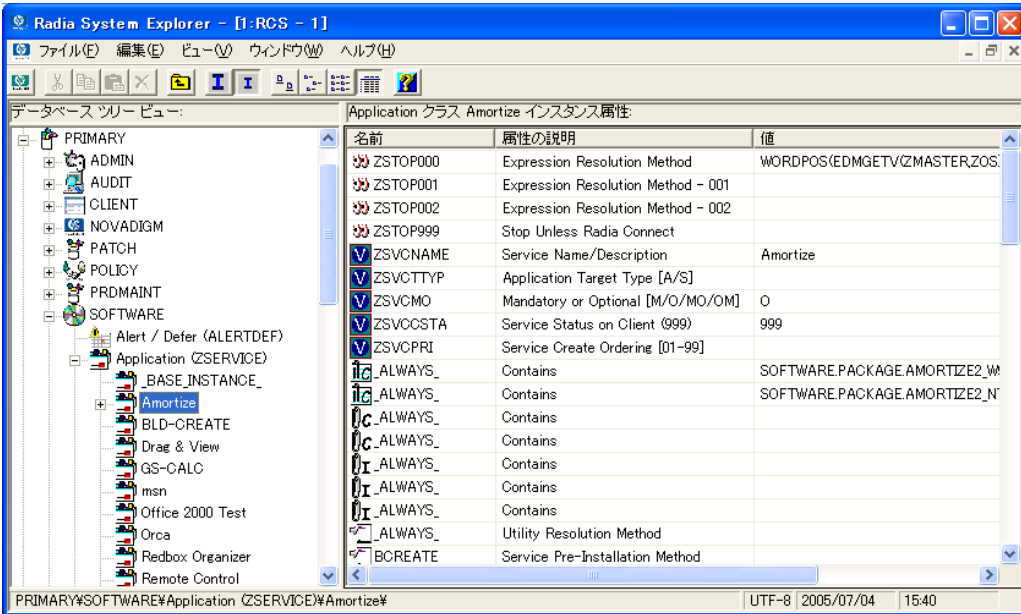 Radia System Explorer - [1:RCS - 1]
ファイル(F) 編集(E) ビュー(V) ウィンドウ(W) ヘルプ(H)
データベース ツリー ビュー:
PRIMARY
ADMIN
AUDIT
CLIENT
NOVADIGM
PATCH
POLICY
PRDMAINT
SOFTWARE
Alert / Defer (ALERTDEF)
Application (ZSERVICE)
_BASE_INSTANCE_
Amortize
BLD-CREATE
Drag & View
GS-CALC
msn
Office 2000 Test
Orca
Redbox Organizer
Remote Control
Application クラス Amortize インスタンス属性:
名前 属性の説明 値
ZSTOP000 Expression Resolution Method WORDPOS(EDMGETV(ZMASTER,ZOS)
ZSTOP001 Expression Resolution Method - 001
ZSTOP002 Expression Resolution Method - 002
ZSTOP999 Stop Unless Radia Connect
V ZSVCNAME Service Name/Description Amortize
V ZSVCTTYP Application Target Type [A/S]
V ZSVCMO Mandatory or Optional [M/O/MO/OM] O
V ZSVCCSTA Service Status on Client (999) 999
V ZSVCPRI Service Create Ordering [01-99]
_ALWAYS_ Contains SOFTWARE.PACKAGE.AMORTIZE2_W
_ALWAYS_ Contains SOFTWARE.PACKAGE.AMORTIZE2_N
_ALWAYS_ Contains
_ALWAYS_ Contains
_ALWAYS_ Contains
_ALWAYS_ Contains
_ALWAYS_ Contains
_ALWAYS_ Utility Resolution Method
BCREATE Service Pre-Installation Method
PRIMARY¥SOFTWARE¥Application (ZSERVICE)¥Amortize¥ UTF-8 2005/07/04 15:40